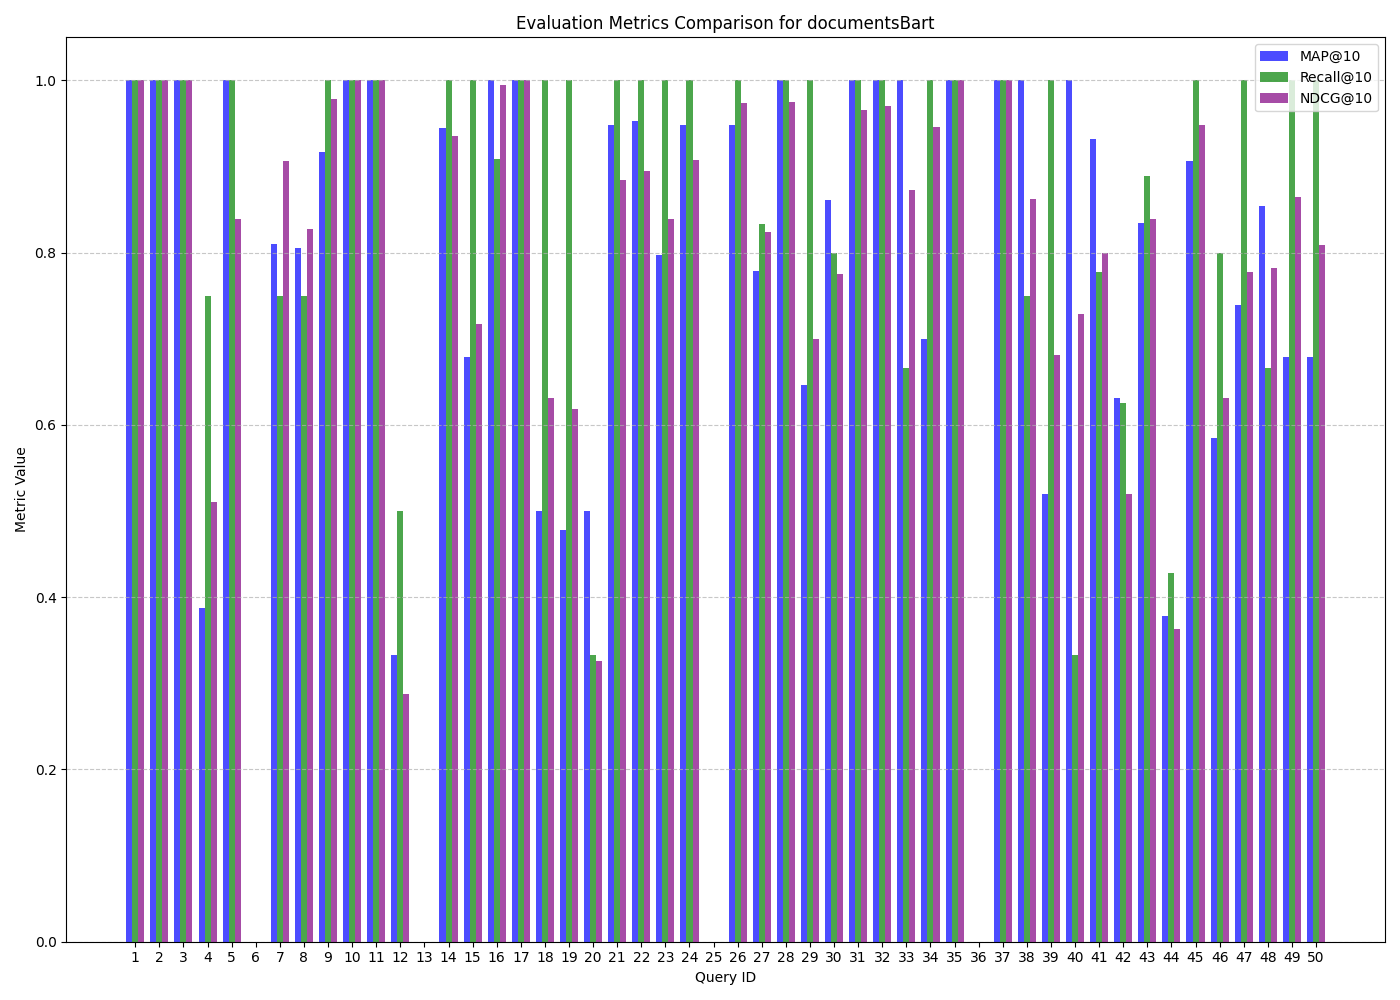 Evaluation Metrics Comparison for documentsBart
MAP@10
Recall@10
NDCG@10
1.0
0.8
0.6
0.4
0.2
0.0
Metric Value
1 2 3 4 5 6 7 8 9 10 11 12 13 14 15 16 17 18 19 20 21 22 23 24 25 26 27 28 29 30 31 32 33 34 35 36 37 38 39 40 41 42 43 44 45 46 47 48 49 50
Query ID